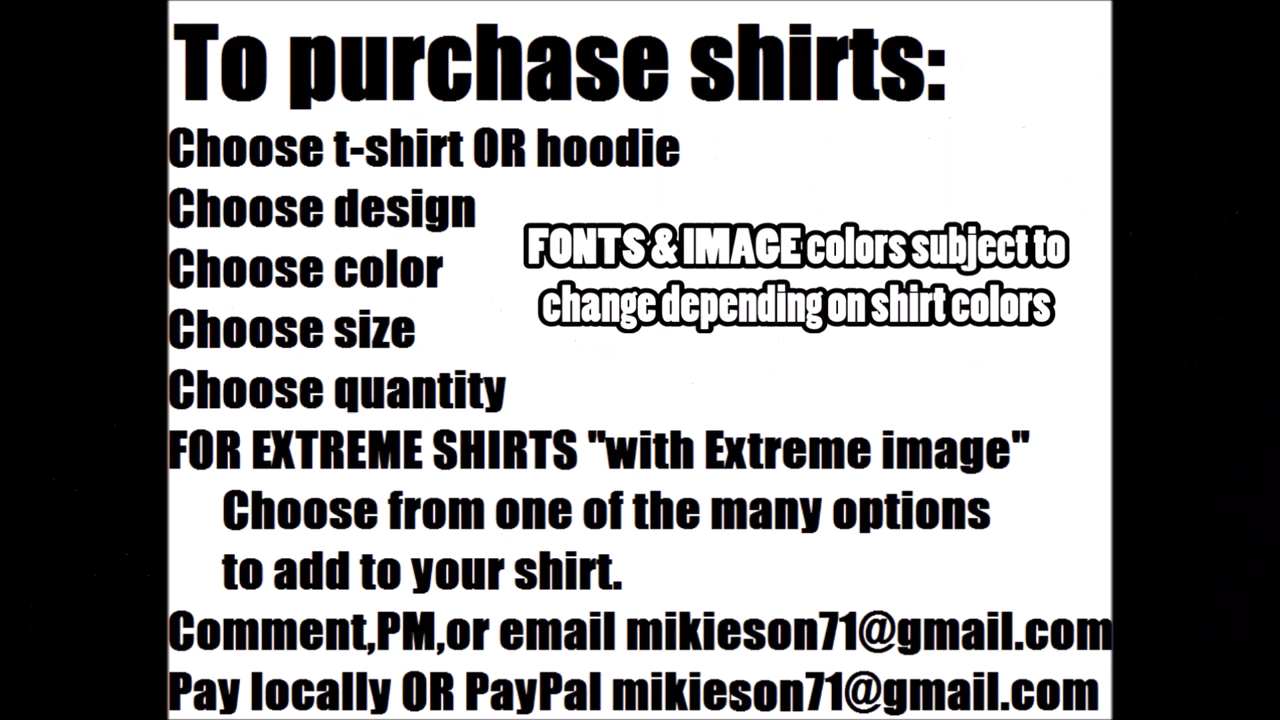 To purchase shirts:
Choose t-shirt OR hoodie
Choose design
Choose color
Choose size
Choose quantity
FONTS & IMAGE colors subject to
change depending on shirt colors
FOR EXTREME SHIRTS "with Extreme image"
Choose from one of the many options
to add to your shirt.
Comment,PM,or email mikieson71@gmail.com
Pay locally OR PayPal mikieson71@gmail.com